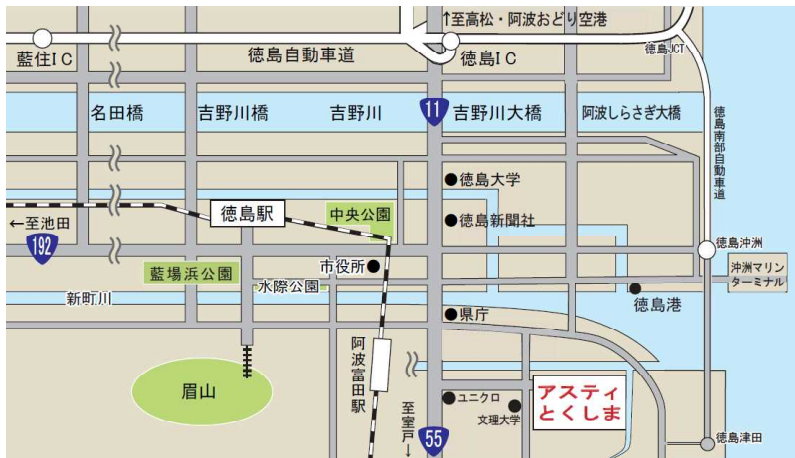 ↑至高松・阿波おどり空港
藍住IC
徳島自動車道
徳島IC
徳島JCT
名田橋
吉野川橋
吉野川
11
吉野川大橋
阿波しらさぎ大橋
徳島南部自動車道
徳島大学
徳島駅
中央公園
徳島新聞社
←至池田
192
徳島沖洲
藍場浜公園
市役所
水際公園
沖洲マリン
ターミナル
新町川
徳島港
県庁
阿波富田駅
眉山
ユニクロ
文理大学
アスティ
とくしま
至室戸↓
55
徳島津田